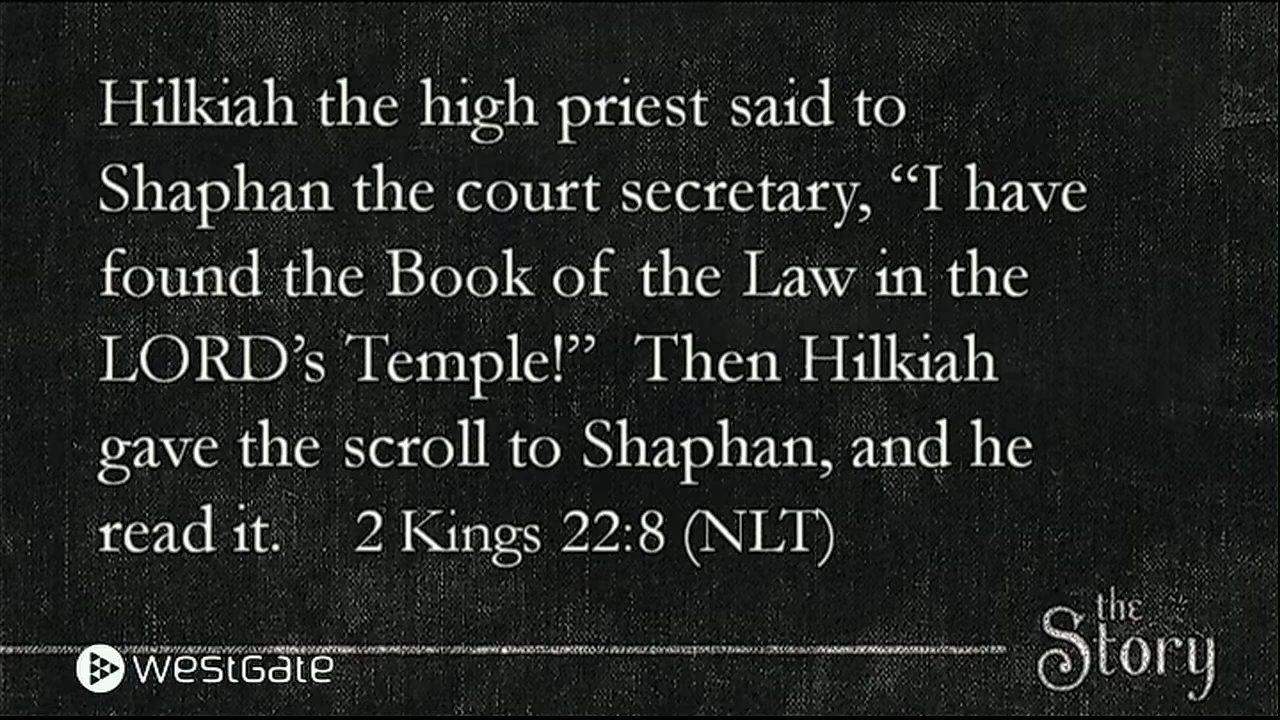 Hilkiah the high priest said to
Shaphan the court secretary, “I have
found the Book of the Law in the
LORD’s Temple!” Then Hilkiah
gave the scroll to Shaphan, and he
read it. 2 Kings 22:8 (NLT)
the
Story
westGate